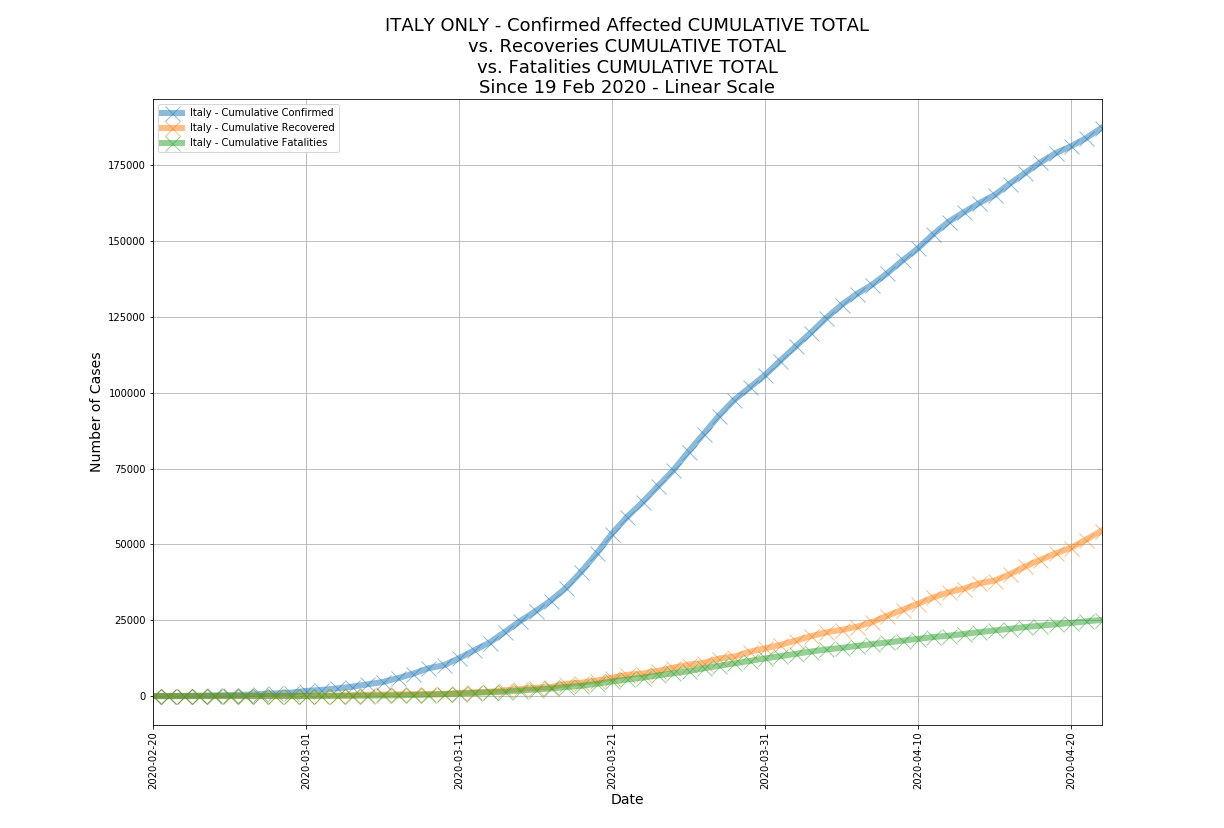 ITALY ONLY - Confirmed Affected CUMULATIVE TOTAL
vs. Recoveries CUMULATIVE TOTAL
vs. Fatalities CUMULATIVE TOTAL
Since 19 Feb 2020 - Linear Scale
Italy - Cumulative Confirmed
Italy - Cumulative Recovered
Italy - Cumulative Fatalities
Number of Cases
175000
150000
125000
100000
75000
50000
25000
0
2020-02-20
2020-03-01
2020-03-11
2020-03-21
2020-03-31
2020-04-10
2020-04-20
Date